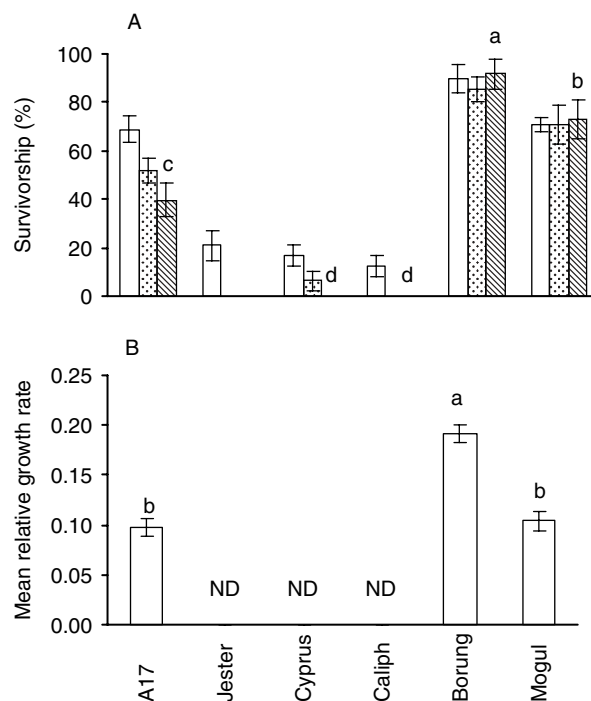 A
a
100
b
80
Survivorship (%)
60
c
40
20
d
d
0
B
0.25
a
0.20
Mean relative growth rate
0.15
b
b
0.10
0.05
ND
ND
ND
0.00
A17
Jester
Cyprus
Caliph
Borung
Mogul